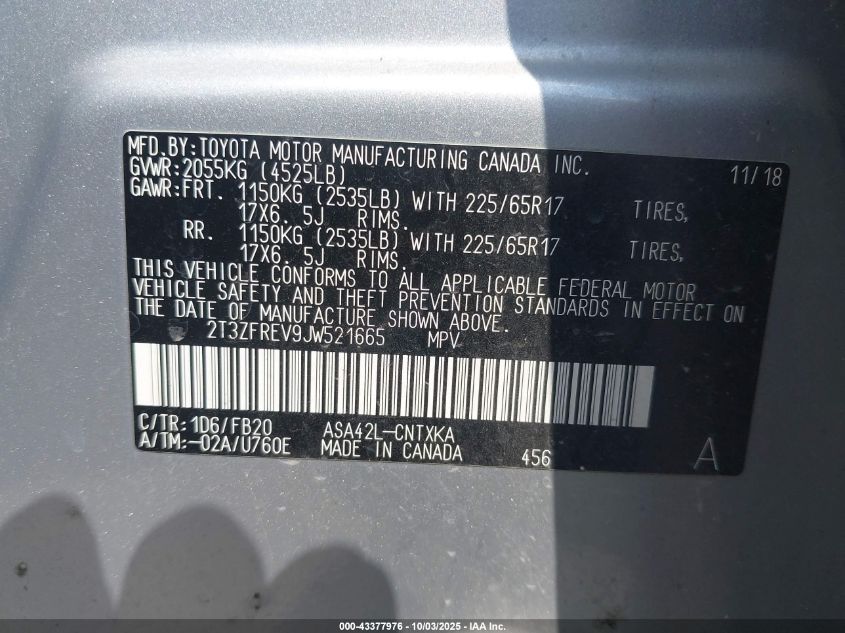 MFD.BY:TOYOTA MOTOR MANUFACTURING CANADA INC. 11/18
GVWR:2055KG (4525LB)
GAWR:FRT. 1150KG (2535LB) WITH 225/65R17 TIRES,
17X6. 5J RIMS.
RR. 1150KG (2535LB) WITH 225/65R17 TIRES,
17X6. 5J RIMS.
THIS VEHICLE CONFORMS TO ALL APPLICABLE FEDERAL MOTOR
VEHICLE SAFETY AND THEFT PREVENTION STANDARDS IN EFFECT ON
THE DATE OF MANUFACTURE SHOWN ABOVE.
2T3ZFREV9JW521665 MPV
C/TR:1D6/FB20 ASA42L-CNTXKA
A/TM:-02A/U760E MADE IN CANADA 456 A
000-43377976 - 10/03/2025 - IAA Inc.